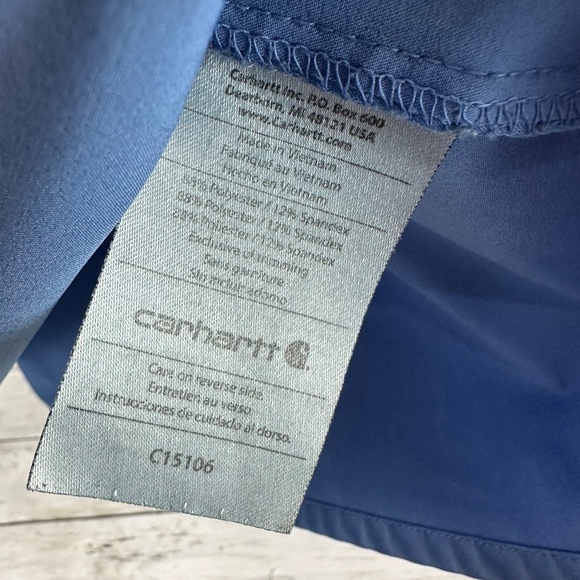 Carhartt Inc. P.O. Box 600
Dearborn, MI 48121 USA
www.Carhartt.com
Made in Vietnam
Fabriqué au Vietnam
Hecho en Vietnam
88% Polyester / 12% Spandex
88% Polyester / 12% Spandex
88% Polyester / 12% Spandex
Exclusive of trimming
Sans garniture
Sin incluir adorno
carhartt
Care on reverse side.
Entretien au verso
Instrucciones de cuidado al dorso.
C15106